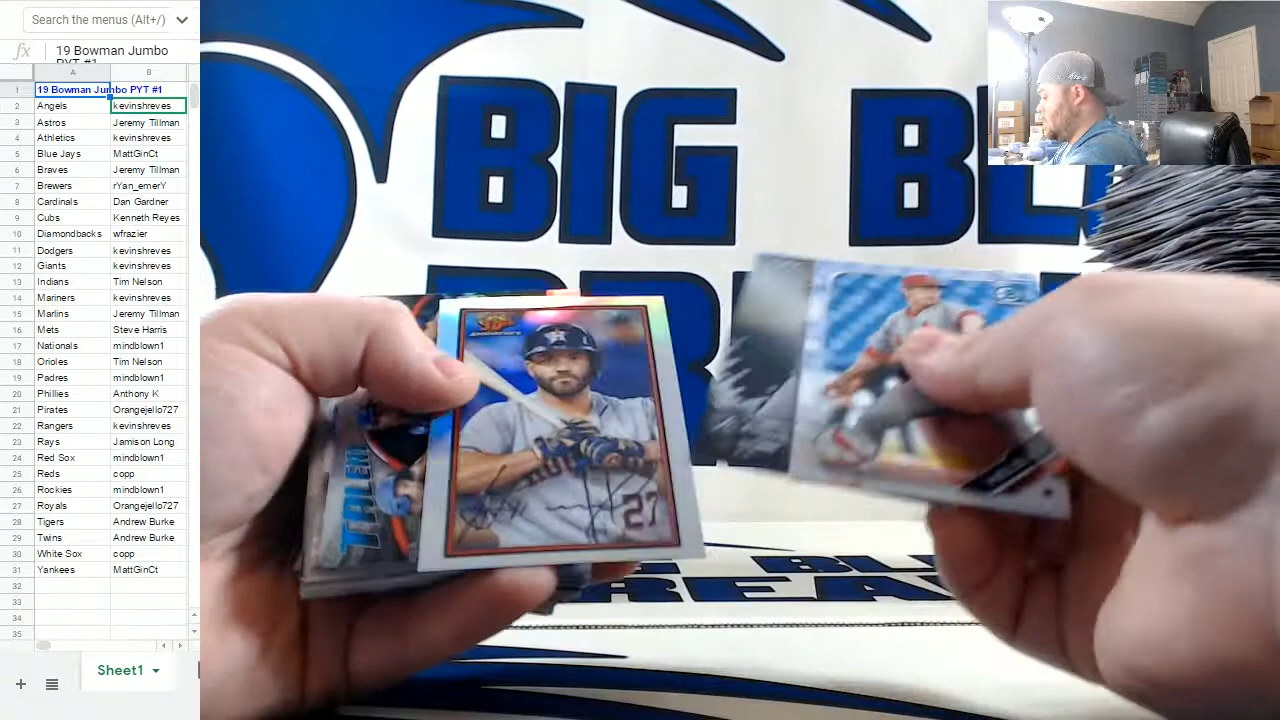 Search the menus (Alt+/)
fx
19 Bowman Jumbo
PYT #1
A
B
1 19 Bowman Jumbo PYT #1
2 Angels kevinshreves
3 Astros Jeremy Tillman
4 Athletics kevinshreves
5 Blue Jays MattGinCt
6 Braves Jeremy Tillman
7 Brewers rYan_emerY
8 Cardinals Dan Gardner
9 Cubs Kenneth Reyes
10 Diamondbacks wfrazier
11 Dodgers kevinshreves
12 Giants kevinshreves
13 Indians Tim Nelson
14 Mariners kevinshreves
15 Marlins Jeremy Tillman
16 Mets Steve Harris
17 Nationals mindblown1
18 Orioles Tim Nelson
19 Padres mindblown1
20 Phillies Anthony K
21 Pirates Orangejello727
22 Rangers kevinshreves
23 Rays Jamison Long
24 Red Sox mindblown1
25 Reds copp
26 Rockies mindblown1
27 Royals Orangejello727
28 Tigers Andrew Burke
29 Twins Andrew Burke
30 White Sox copp
31 Yankees MattGinCt
32
33
34
35
Sheet1
BIG BL
TALEN
27
BIG BL
REA